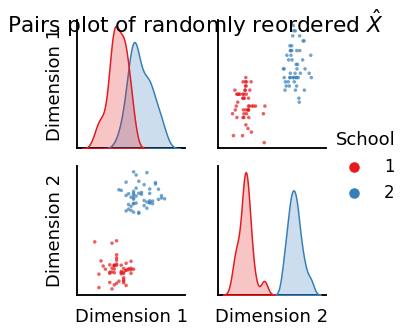 Pairs plot of randomly reordered X̂
Dimension 1
School
1
2
Dimension 2
Dimension 1
Dimension 2